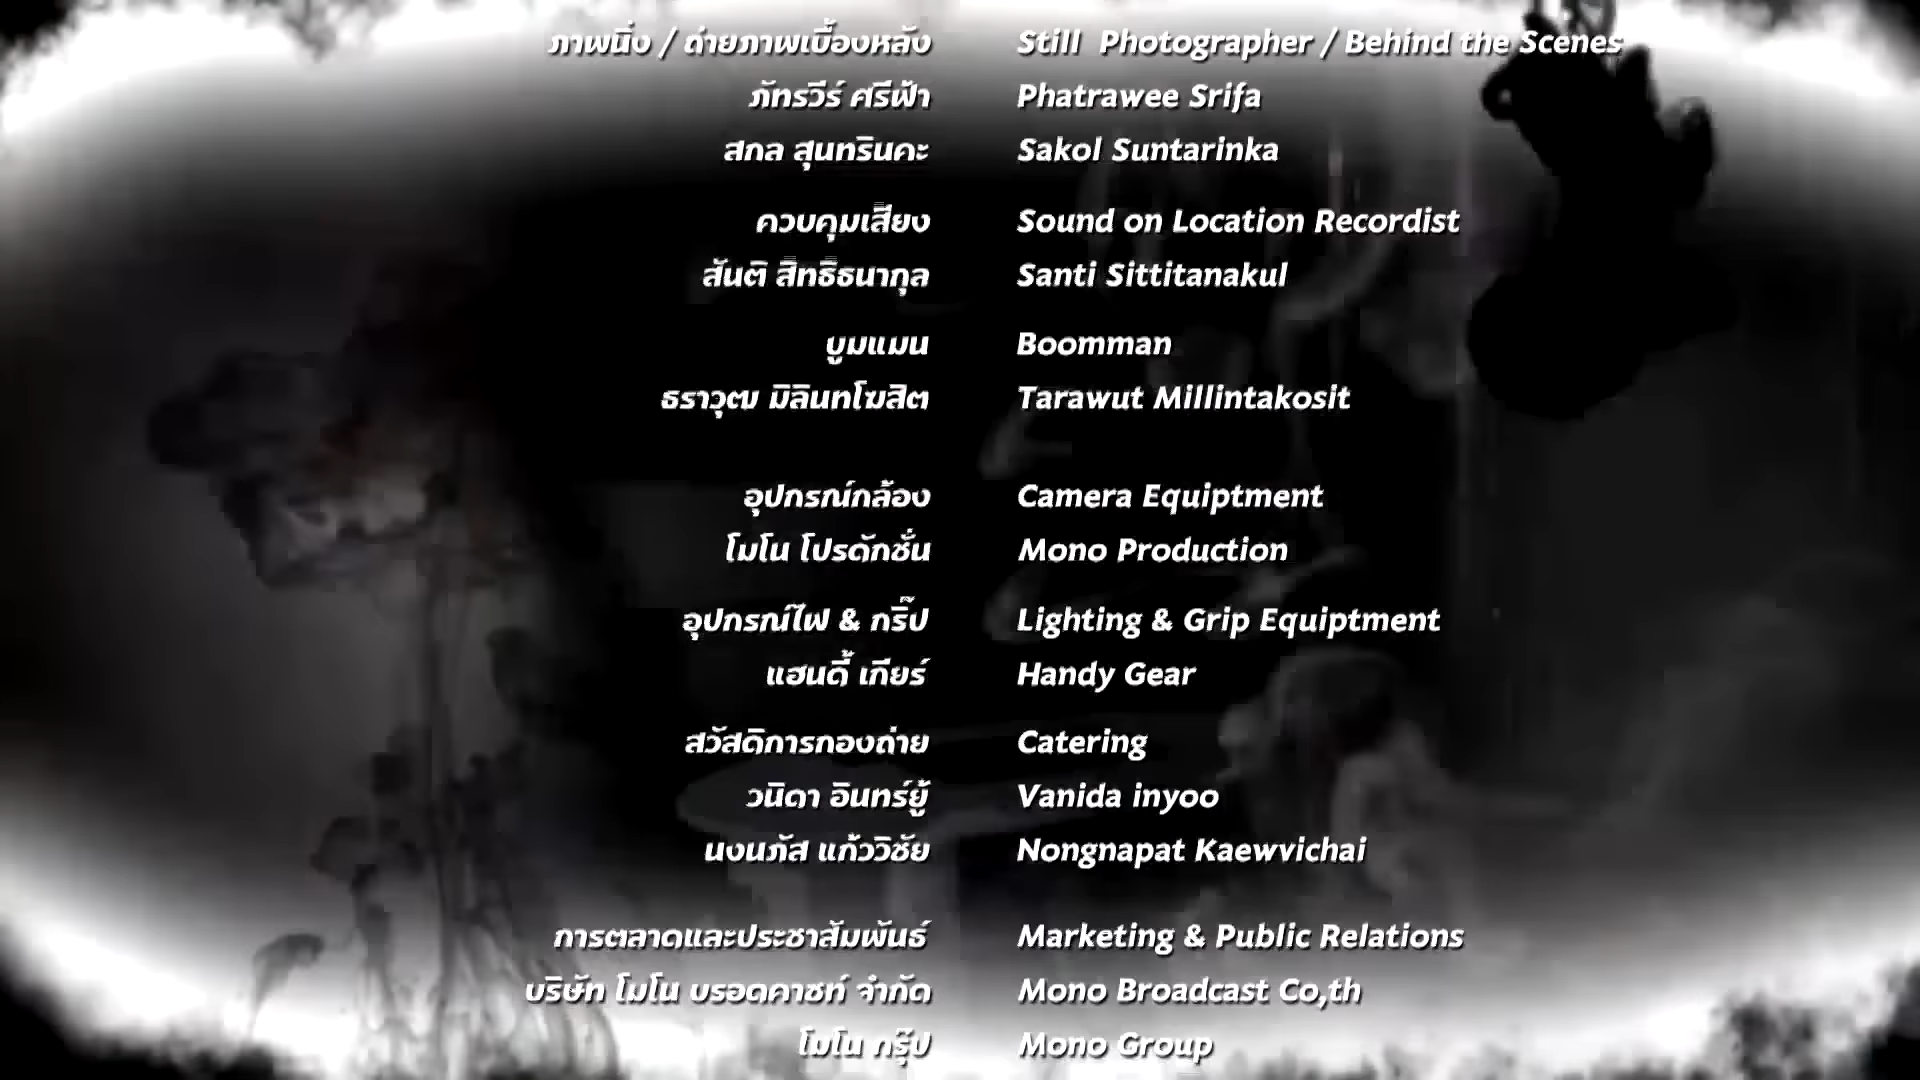 ภาพนิ่ง / ถ่ายภาพเบื้องหลัง Still Photographer / Behind the Scenes
ภัทรวีร์ ศรีฟ้า Phatrawee Srifa
สกล สุนทรินคะ Sakol Suntarinka
ควบคุมเสียง Sound on Location Recordist
สันติ สิทธิธนากุล Santi Sittitanakul
บูมแมน Boomman
ธราวุฒ มิลินทโฆสิต Tarawut Millintakosit
อุปกรณ์กล้อง Camera Equiptment
โมโน โปรดักชั่น Mono Production
อุปกรณ์ไฟ & กริ๊ป Lighting & Grip Equiptment
แฮนดี้ เกียร์ Handy Gear
สวัสดิการกองถ่าย Catering
วนิดา อินทร์ยู้ Vanida inyoo
นงนภัส แก้ววิชัย Nongnapat Kaewvichai
การตลาดและประชาสัมพันธ์ Marketing & Public Relations
บริษัท โมโน บรอดคาซท์ จำกัด Mono Broadcast Co,th
โมโน กรุ๊ป Mono Group